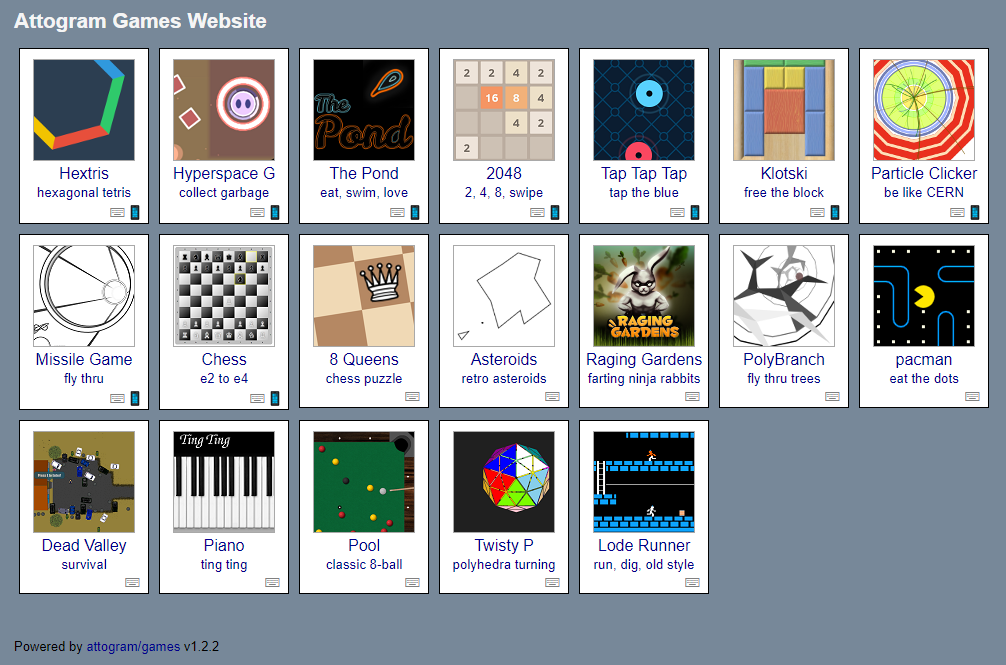 Attogram Games Website
The
Pond
2 2 4 2
16 8 4
4 2
2
Hextris
hexagonal tetris
Hyperspace G
collect garbage
The Pond
eat, swim, love
2048
2, 4, 8, swipe
Tap Tap Tap
tap the blue
Klotski
free the block
Particle Clicker
be like CERN
RAGING
GARDENS
Missile Game
fly thru
Chess
e2 to e4
8 Queens
chess puzzle
Asteroids
retro asteroids
Raging Gardens
farting ninja rabbits
PolyBranch
fly thru trees
pacman
eat the dots
Ting Ting
Dead Valley
survival
Piano
ting ting
Pool
classic 8-ball
Twisty P
polyhedra turning
Lode Runner
run, dig, old style
Powered by attogram/games v1.2.2